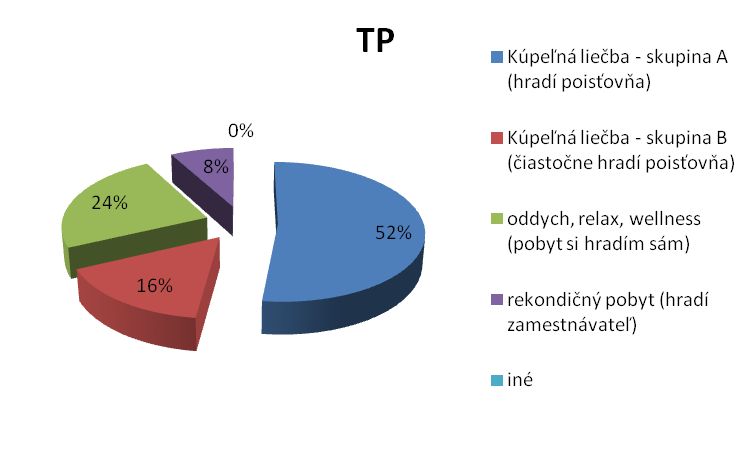 TP
0%
8%
24%
52%
16%
Kúpeľná liečba - skupina A
(hradí poisťovňa)
Kúpeľná liečba - skupina B
(čiastočne hradí poisťovňa)
oddych, relax, wellness
(pobyt si hradím sám)
rekondičný pobyt (hradí
zamestnávateľ)
iné